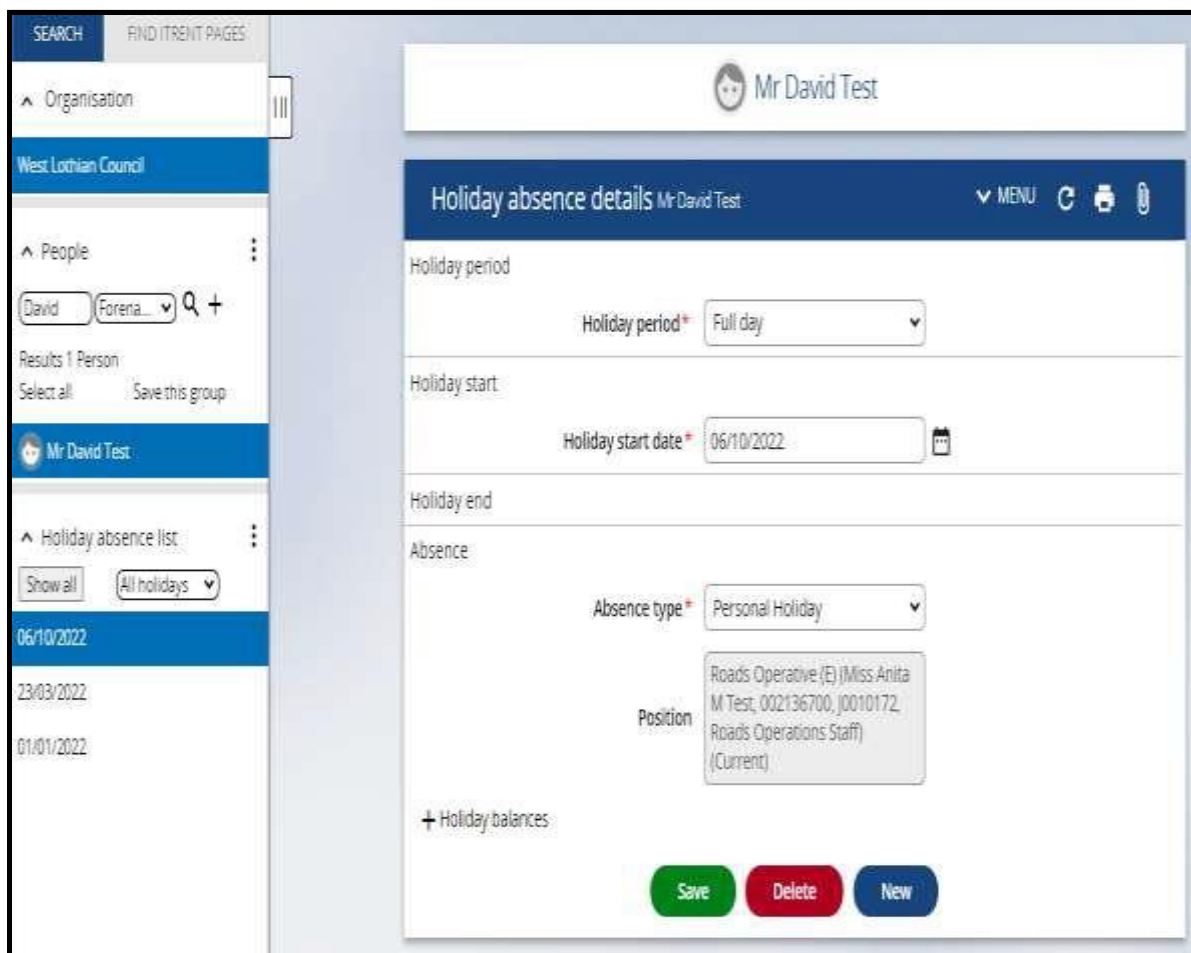 SEARCH
FIND ITRENT PAGES
Organisation
West Lothian Council
People
David
Forena...
Results 1 Person
Select all
Save this group
Mr David Test
Holiday absence list
Show all
All holidays
06/10/2022
23/03/2022
01/01/2022
Mr David Test
Holiday absence details Mr David Test
MENU
Holiday period
Holiday period*
Full day
Holiday start
Holiday start date*
06/10/2022
Holiday end
Absence
Absence type*
Personal Holiday
Position
Roads Operative (E) (Miss Anita
M Test, 002136700, J0010172,
Roads Operations Staff)
(Current)
+ Holiday balances
Save
Delete
New